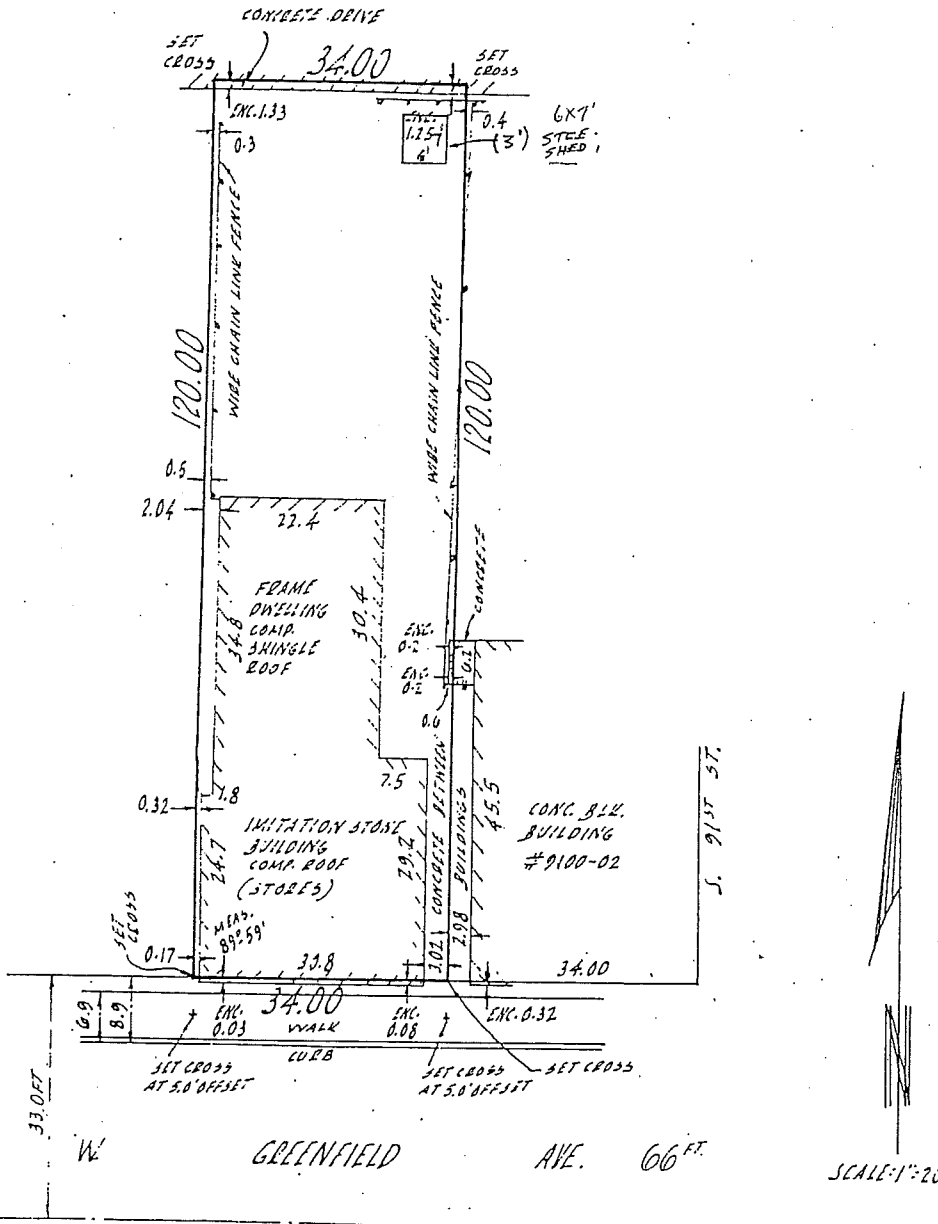 CONCRETE DRIVE
SET
CROSS
34.00
SET
CROSS
ENC. 1.33
0.3
ENC.
1.25
7'
6'
0.4
(3')
6X7'
SHED
WIRE CHAIN LINK FENCE
WIRE CHAIN LINK FENCE
120.00
120.00
0.5
2.04
22.4
CONCRETE
FRAME
DWELLING
COMP.
SHINGLE
ROOF
34.8
30.4
ENC.
0.2
ENC.
0.2
0.2
0.6
7.5
1.8
0.32
IMITATION STONE
BUILDING
COMP. ROOF
(STORES)
24.7
29.2
CONCRETE BETWEEN
BUILDINGS
45.5
CONC. BLK.
BUILDING
#9100-02
S. 91ST ST.
MEAS.
89°59'
SET
CROSS
0.17
3.02
2.98
34.00
34.00
6.9
8.9
ENC.
0.03
WALK
ENC.
0.08
ENC. 0.32
CURB
SET CROSS
AT 5.0' OFFSET
SET CROSS
AT 5.0' OFFSET
SET CROSS
33.0 FT
W. GREENFIELD AVE. 66 FT.
N
SCALE: 1"=20